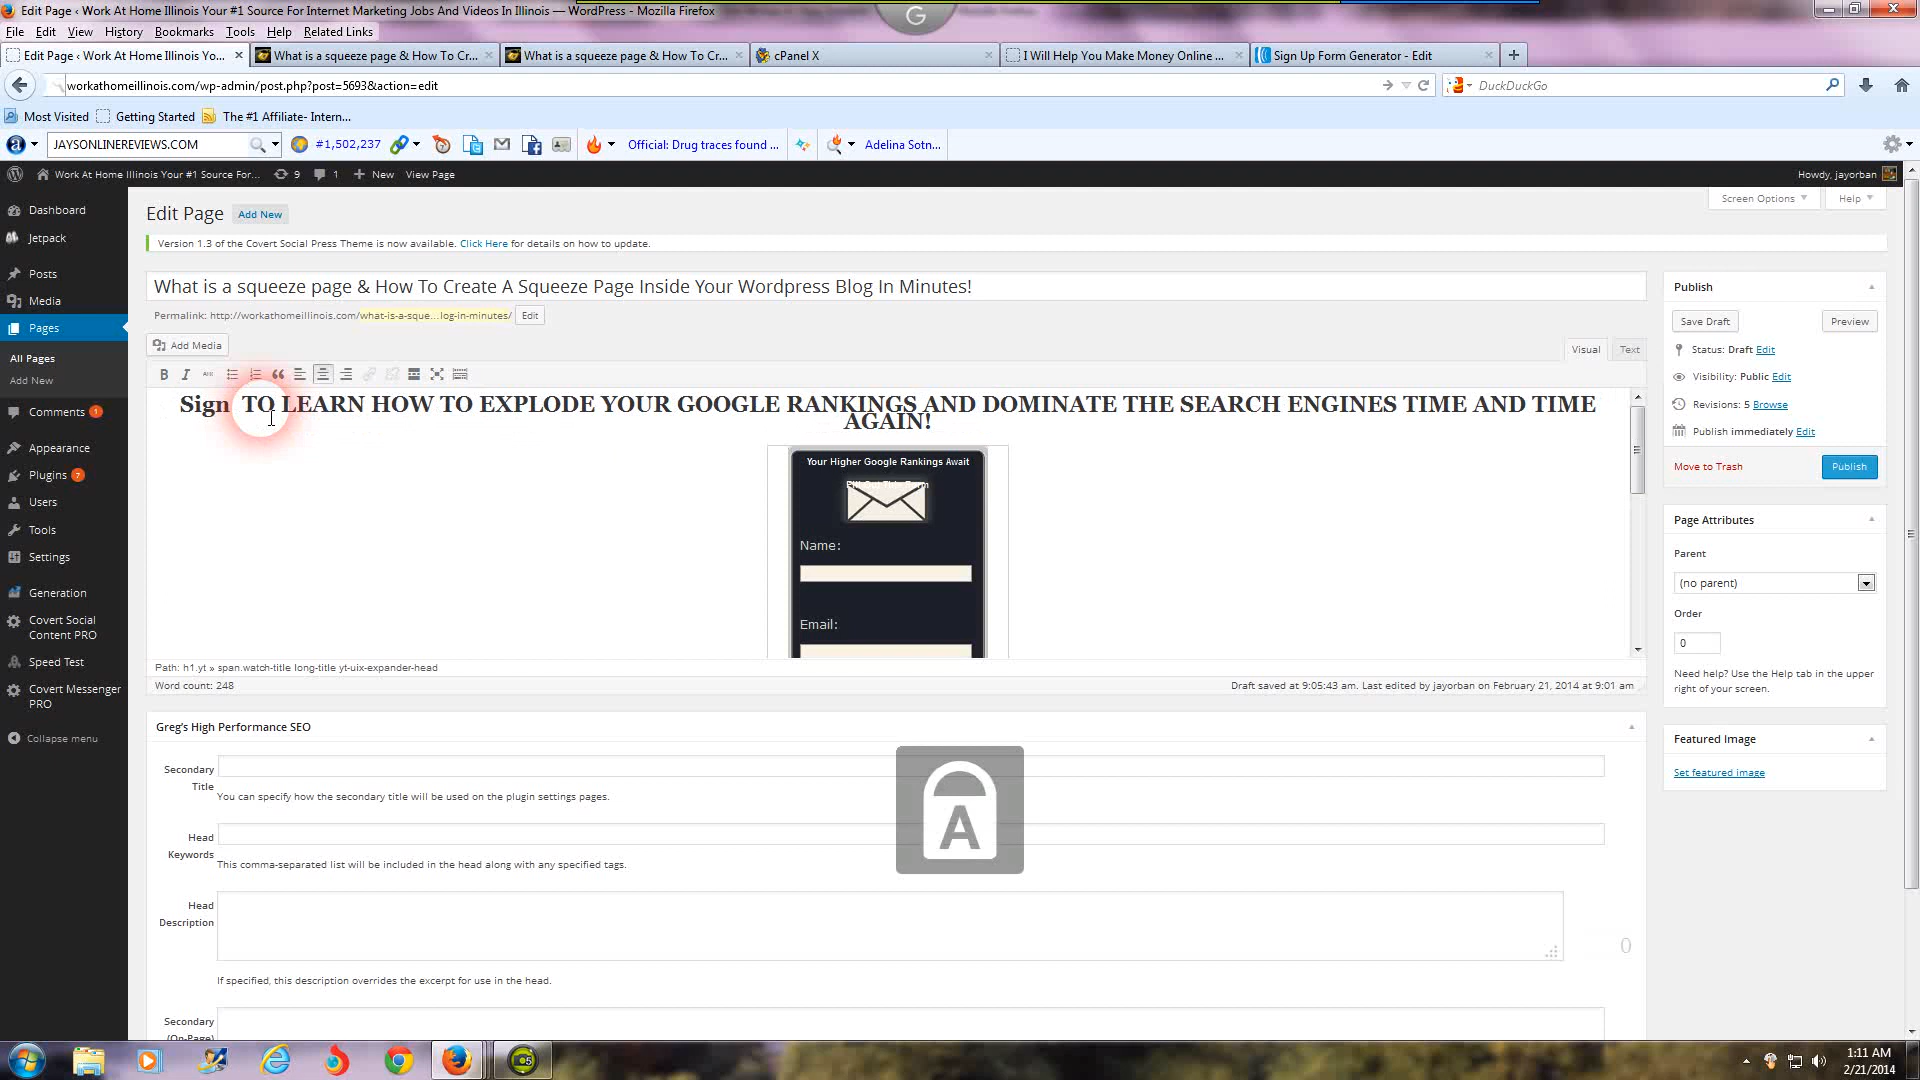 Edit Page ‹ Work At Home Illinois Your #1 Source For Internet Marketing Jobs And Videos In Illinois — WordPress - Mozilla Firefox
G
File Edit View History Bookmarks Tools Help Related Links
Edit Page ‹ Work At Home Illinois Yo...
What is a squeeze page & How To Cr...
What is a squeeze page & How To Cr...
cPanel X
I Will Help You Make Money Online ...
Sign Up Form Generator - Edit
workathomeillinois.com/wp-admin/post.php?post=5693&action=edit
DuckDuckGo
Most Visited Getting Started The #1 Affiliate- Intern...
JAYSONLINEREVIEWS.COM
#1,502,237
Official: Drug traces found ...
Adelina Sotn...
Work At Home Illinois Your #1 Source For...
9
1
New
View Page
Howdy, jayorban
Dashboard
Jetpack
Posts
Media
Pages
All Pages
Add New
Comments 1
Appearance
Plugins 7
Users
Tools
Settings
Generation
Covert Social
Content PRO
Speed Test
Covert Messenger
PRO
Collapse menu
Screen Options
Help
Edit Page Add New
Version 1.3 of the Covert Social Press Theme is now available. Click Here for details on how to update.
What is a squeeze page & How To Create A Squeeze Page Inside Your Wordpress Blog In Minutes!
Permalink: http://workathomeillinois.com/what-is-a-sque...log-in-minutes/ Edit
Add Media
Visual Text
B I ABC
Sign TO LEARN HOW TO EXPLODE YOUR GOOGLE RANKINGS AND DOMINATE THE SEARCH ENGINES TIME AND TIME
AGAIN!
Your Higher Google Rankings Await
Name:
Email:
Path: h1.yt » span.watch-title long-title yt-uix-expander-head
Word count: 248
Draft saved at 9:05:43 am. Last edited by jayorban on February 21, 2014 at 9:01 am
Greg's High Performance SEO
Secondary
Title
You can specify how the secondary title will be used on the plugin settings pages.
Head
Keywords
This comma-separated list will be included in the head along with any specified tags.
Head
Description
0
If specified, this description overrides the excerpt for use in the head.
Secondary
(On-Page)
A
Publish
Save Draft
Preview
Status: Draft Edit
Visibility: Public Edit
Revisions: 5 Browse
Publish immediately Edit
Move to Trash
Publish
Page Attributes
Parent
(no parent)
Order
0
Need help? Use the Help tab in the upper
right of your screen.
Featured Image
Set featured image
1:11 AM
2/21/2014